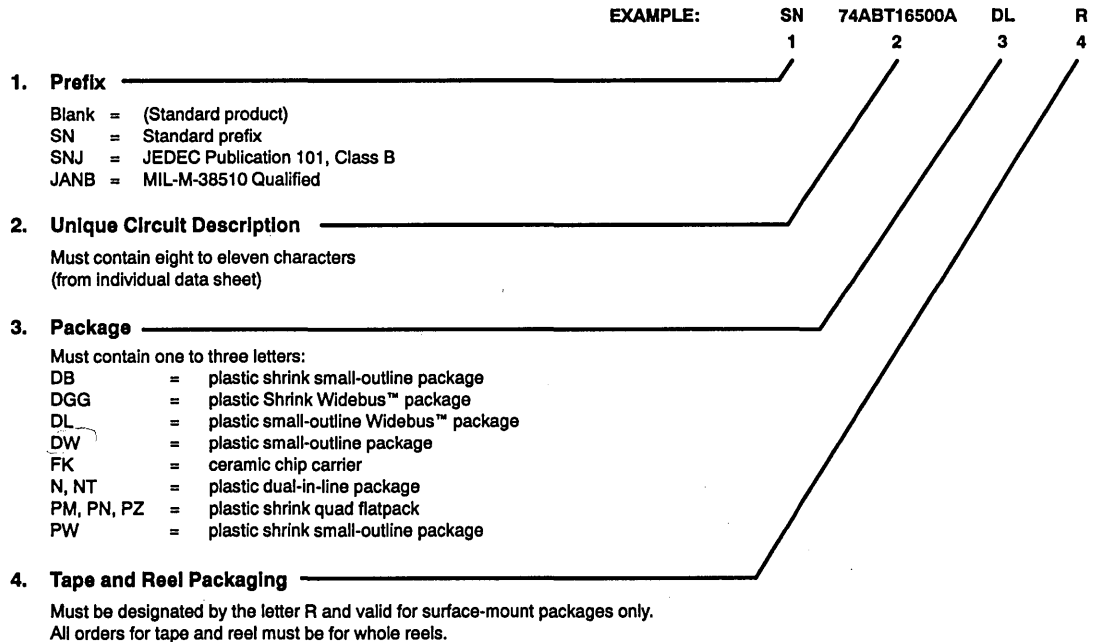 EXAMPLE: SN 74ABT16500A DL R
1 2 3 4
1. Prefix
Blank = (Standard product)
SN = Standard prefix
SNJ = JEDEC Publication 101, Class B
JANB = MIL-M-38510 Qualified
2. Unique Circuit Description
Must contain eight to eleven characters
(from individual data sheet)
3. Package
Must contain one to three letters:
DB = plastic shrink small-outline package
DGG = plastic Shrink Widebus™ package
DL = plastic small-outline Widebus™ package
DW = plastic small-outline package
FK = ceramic chip carrier
N, NT = plastic dual-in-line package
PM, PN, PZ = plastic shrink quad flatpack
PW = plastic shrink small-outline package
4. Tape and Reel Packaging
Must be designated by the letter R and valid for surface-mount packages only.
All orders for tape and reel must be for whole reels.